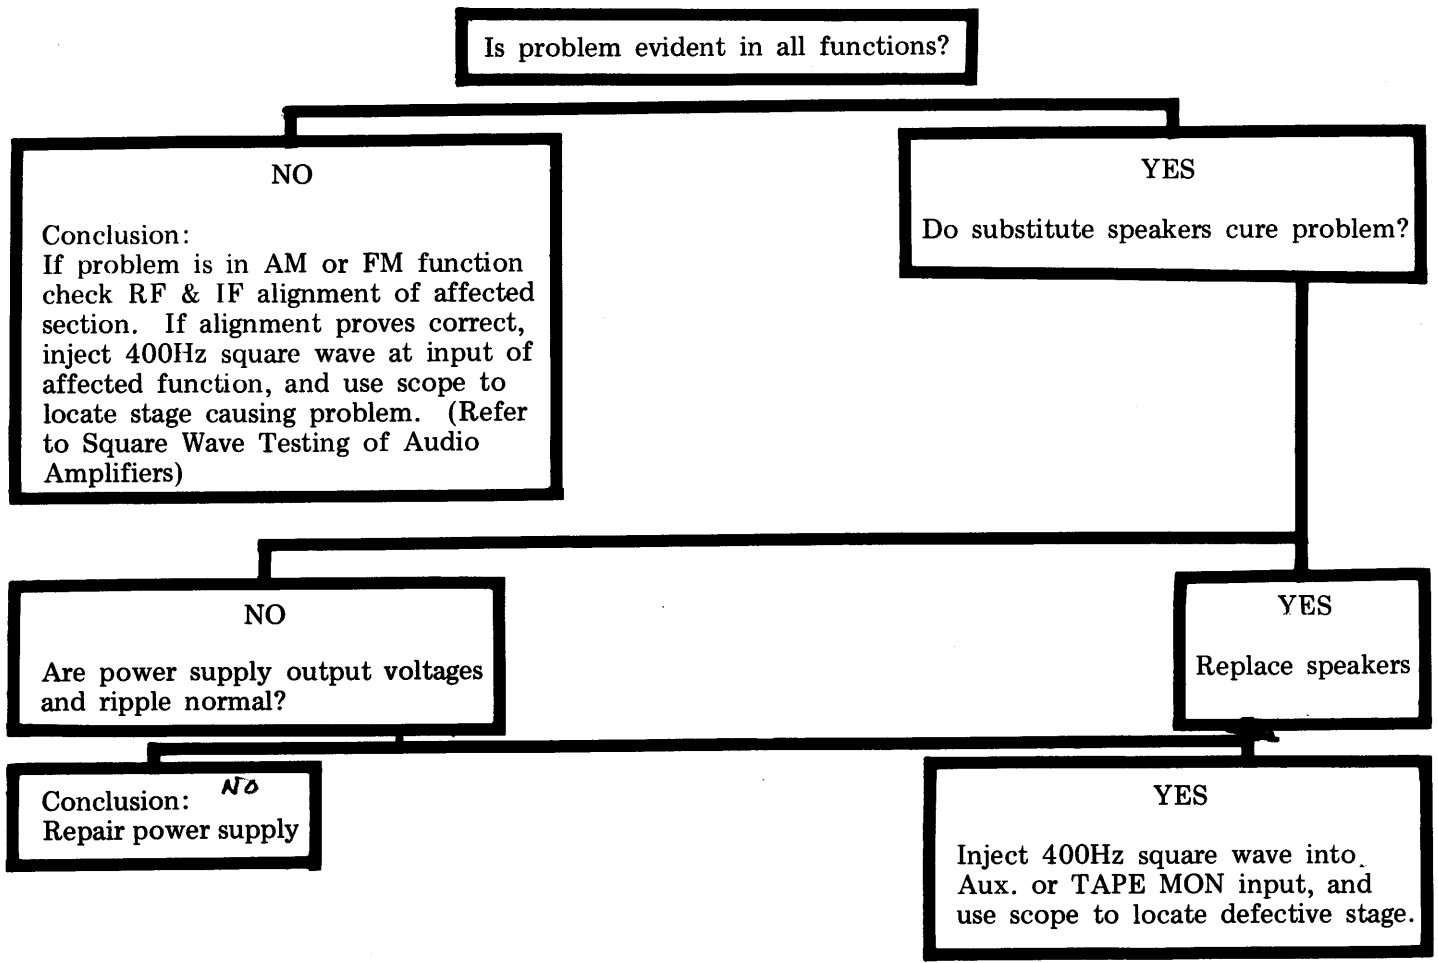 Is problem evident in all functions?
NO
Conclusion:
If problem is in AM or FM function
check RF & IF alignment of affected
section. If alignment proves correct,
inject 400Hz square wave at input of
affected function, and use scope to
locate stage causing problem. (Refer
to Square Wave Testing of Audio
Amplifiers)
YES
Do substitute speakers cure problem?
NO
Are power supply output voltages
and ripple normal?
YES
Replace speakers
NO
Conclusion:
Repair power supply
YES
Inject 400Hz square wave into
Aux. or TAPE MON input, and
use scope to locate defective stage.